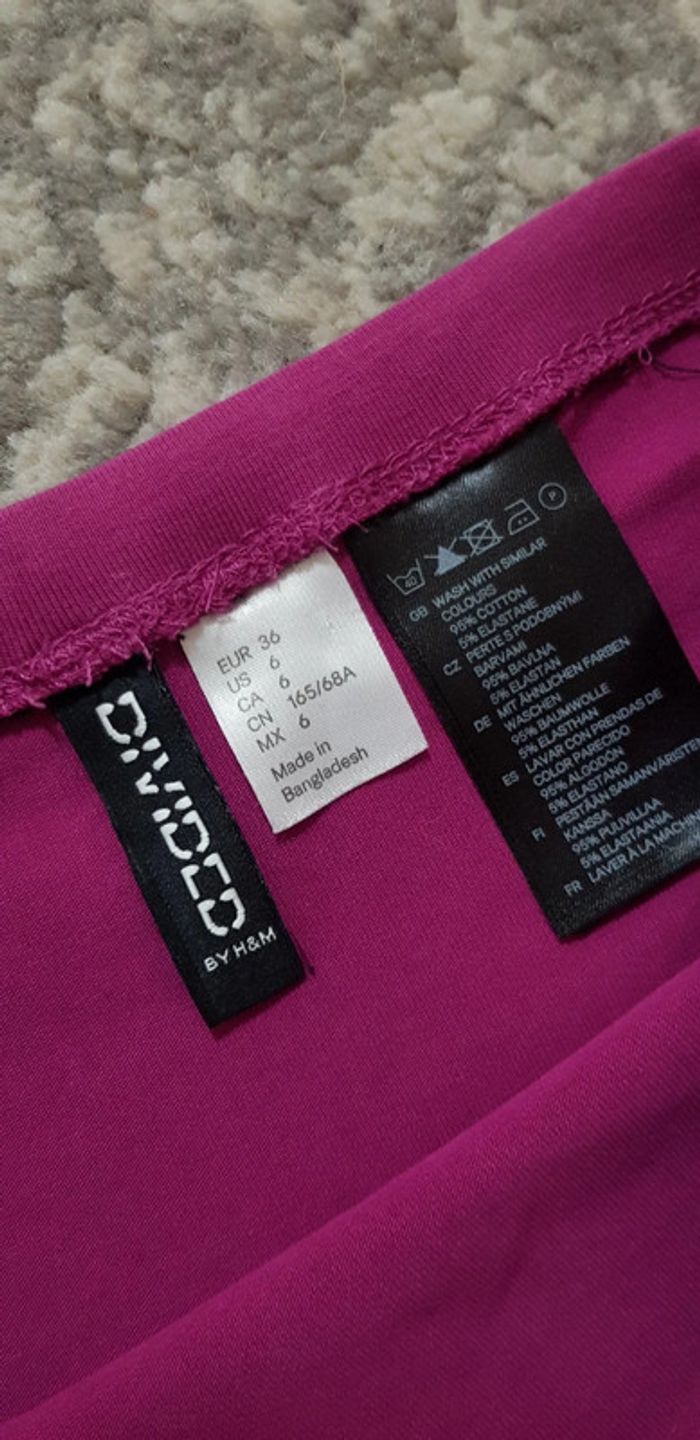 DIVIDED
BY H&M
EUR 36
US 6
CA 6
CN 165/68A
MX 6
Made in
Bangladesh
40
P
GB WASH WITH SIMILAR
COLOURS
95% COTTON
5% ELASTANE
CZ PERTE S PODOBNÝMI
BARVAMI
95% BAVLNA
5% ELASTAN
DE MIT ÄHNLICHEN FARBEN
WASCHEN
95% BAUMWOLLE
5% ELASTHAN
ES LAVAR CON PRENDAS DE
COLOR PARECIDO
95% ALGODÓN
5% ELASTANO
FI PESTÄÄN SAMANVÄRISTE
KANSSA
95% PUUVILLAA
5% ELASTAANIA
FR LAVER À LA MACHIN